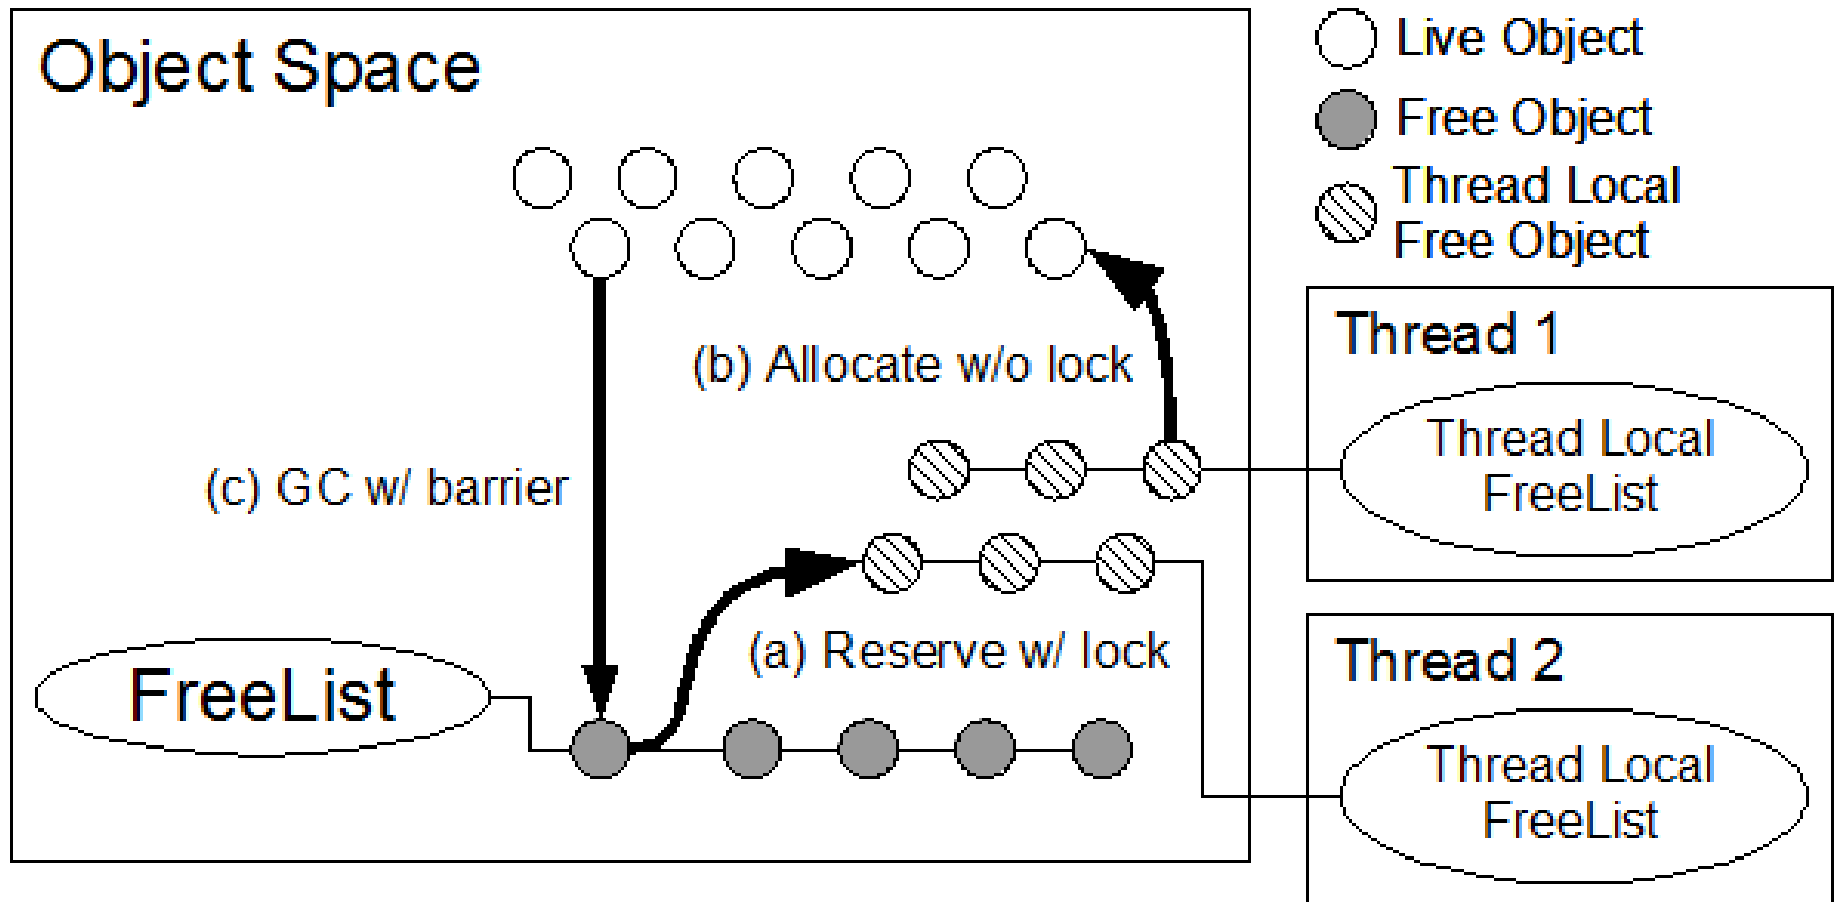 Object Space
Live Object
Free Object
Thread Local
Free Object
(b) Allocate w/o lock
(c) GC w/ barrier
(a) Reserve w/ lock
FreeList
Thread 1
Thread Local
FreeList
Thread 2
Thread Local
FreeList